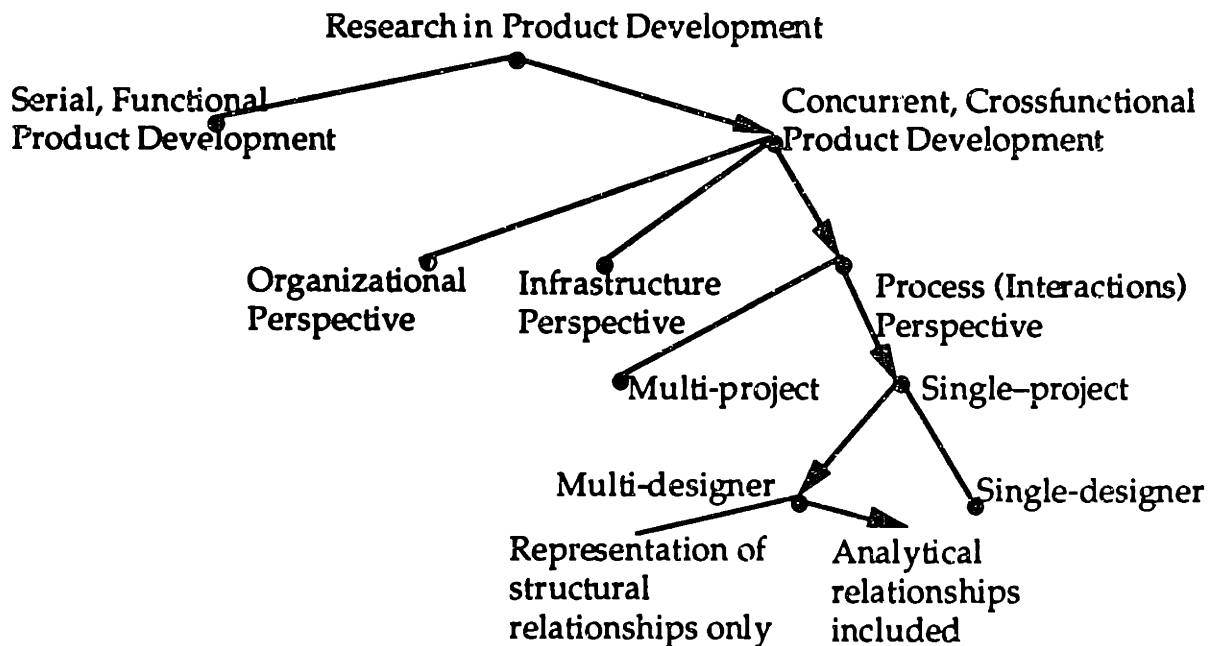 Research in Product Development
Serial, Functional
Product Development
Concurrent, Crossfunctional
Product Development
Organizational
Perspective
Infrastructure
Perspective
Process (Interactions)
Perspective
Multi-project
Single-project
Multi-designer
Single-designer
Representation of
structural
relationships only
Analytical
relationships
included